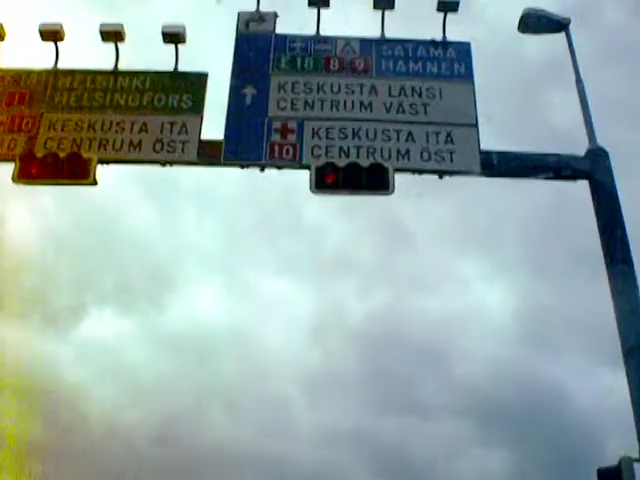 HELSINKI
HELSINGFORS
KESKUSTA ITÄ
CENTRUM ÖST
10
E18 8 9
SATAMA
HAMNEN
KESKUSTA LÄNSI
CENTRUM VÄST
10
KESKUSTA ITÄ
CENTRUM ÖST